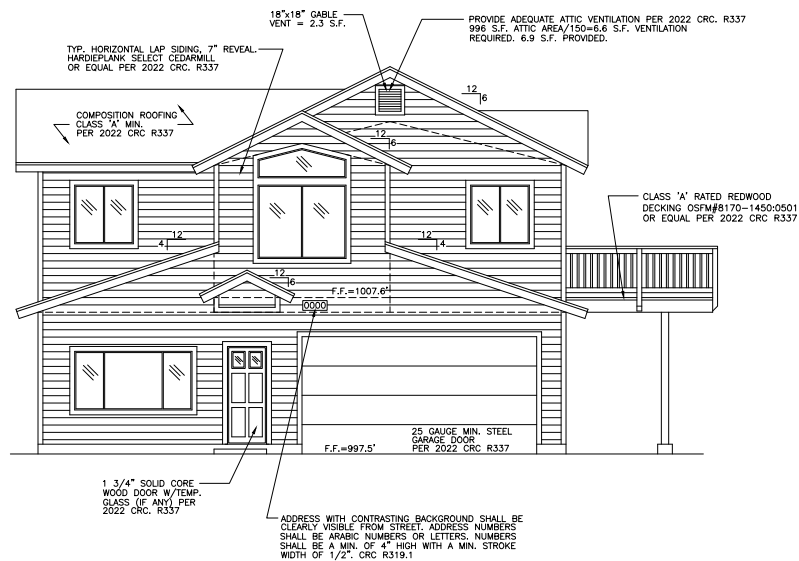 18"x18" GABLE
VENT = 2.3 S.F.
PROVIDE ADEQUATE ATTIC VENTILATION PER 2022 CRC. R337
996 S.F. ATTIC AREA/150=6.6 S.F. VENTILATION
REQUIRED. 6.9 S.F. PROVIDED.
TYP. HORIZONTAL LAP SIDING, 7" REVEAL.
HARDIEPLANK SELECT CEDARMILL
OR EQUAL PER 2022 CRC. R337
12
6
COMPOSITION ROOFING
CLASS 'A' MIN.
PER 2022 CRC R337
12
6
CLASS 'A' RATED REDWOOD
DECKING OSFM#8170-1450:0501
OR EQUAL PER 2022 CRC R337
12
4
12
4
12
6
F.F.=1007.6'
0000
25 GAUGE MIN. STEEL
GARAGE DOOR
PER 2022 CRC R337
F.F.=997.5'
1 3/4" SOLID CORE
WOOD DOOR W/TEMP.
GLASS (IF ANY) PER
2022 CRC. R337
ADDRESS WITH CONTRASTING BACKGROUND SHALL BE
CLEARLY VISIBLE FROM STREET. ADDRESS NUMBERS
SHALL BE ARABIC NUMBERS OR LETTERS. NUMBERS
SHALL BE A MIN. OF 4" HIGH WITH A MIN. STROKE
WIDTH OF 1/2". CRC R319.1